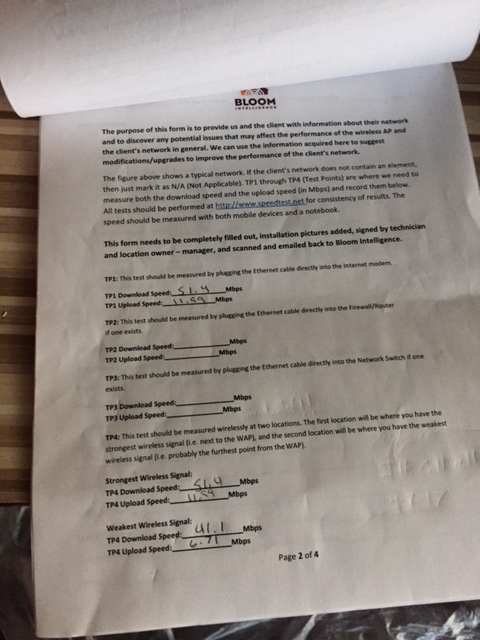 BLOOM
INTELLIGENCE
The purpose of this form is to provide us and the client with information about their network
and to discover any potential issues that may affect the performance of the wireless AP and
the client's network in general. We can use the information acquired here to suggest
modifications/upgrades to improve the performance of the client's network.
The figure above shows a typical network. If the client's network does not contain an element,
then just mark it as N/A (Not Applicable). TP1 through TP4 (Test Points) are where we need to
measure both the download speed and the upload speed (in Mbps) and record them below.
All tests should be performed at http://www.speedtest.net for consistency of results. The
speed should be measured with both mobile devices and a notebook.
This form needs to be completely filled out, installation pictures added, signed by technician
and location owner – manager, and scanned and emailed back to Bloom Intelligence.
TP1: This test should be measured by plugging the Ethernet cable directly into the Internet modem.
TP1 Download Speed: 51.4 Mbps
TP1 Upload Speed: 11.99 Mbps
TP2: This test should be measured by plugging the Ethernet cable directly into the Firewall/Router
if one exists.
TP2 Download Speed: Mbps
TP2 Upload Speed: Mbps
TP3: This test should be measured by plugging the Ethernet cable directly into the Network Switch if one
exists.
TP3 Download Speed: Mbps
TP3 Upload Speed: Mbps
TP4: This test should be measured wirelessly at two locations. The first location will be where you have the
strongest wireless signal (i.e. next to the WAP), and the second location will be where you have the weakest
wireless signal (i.e. probably the furthest point from the WAP).
Strongest Wireless Signal:
TP4 Download Speed: 51.4 Mbps
TP4 Upload Speed: 11.99 Mbps
Weakest Wireless Signal:
TP4 Download Speed: 41.1 Mbps
TP4 Upload Speed: 6.71 Mbps
Page 2 of 4